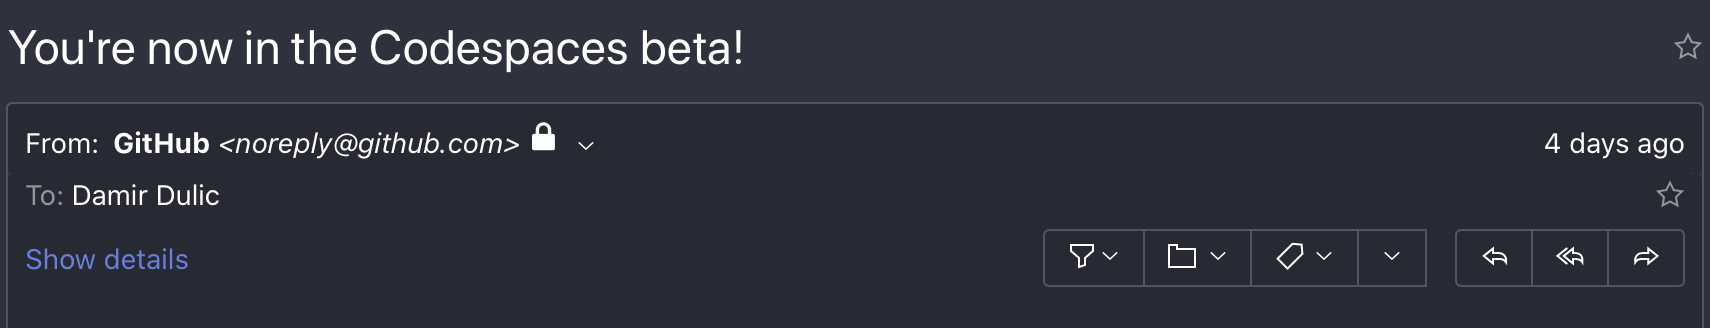 You're now in the Codespaces beta!
From: GitHub <noreply@github.com>
4 days ago
To: Damir Dulic
Show details